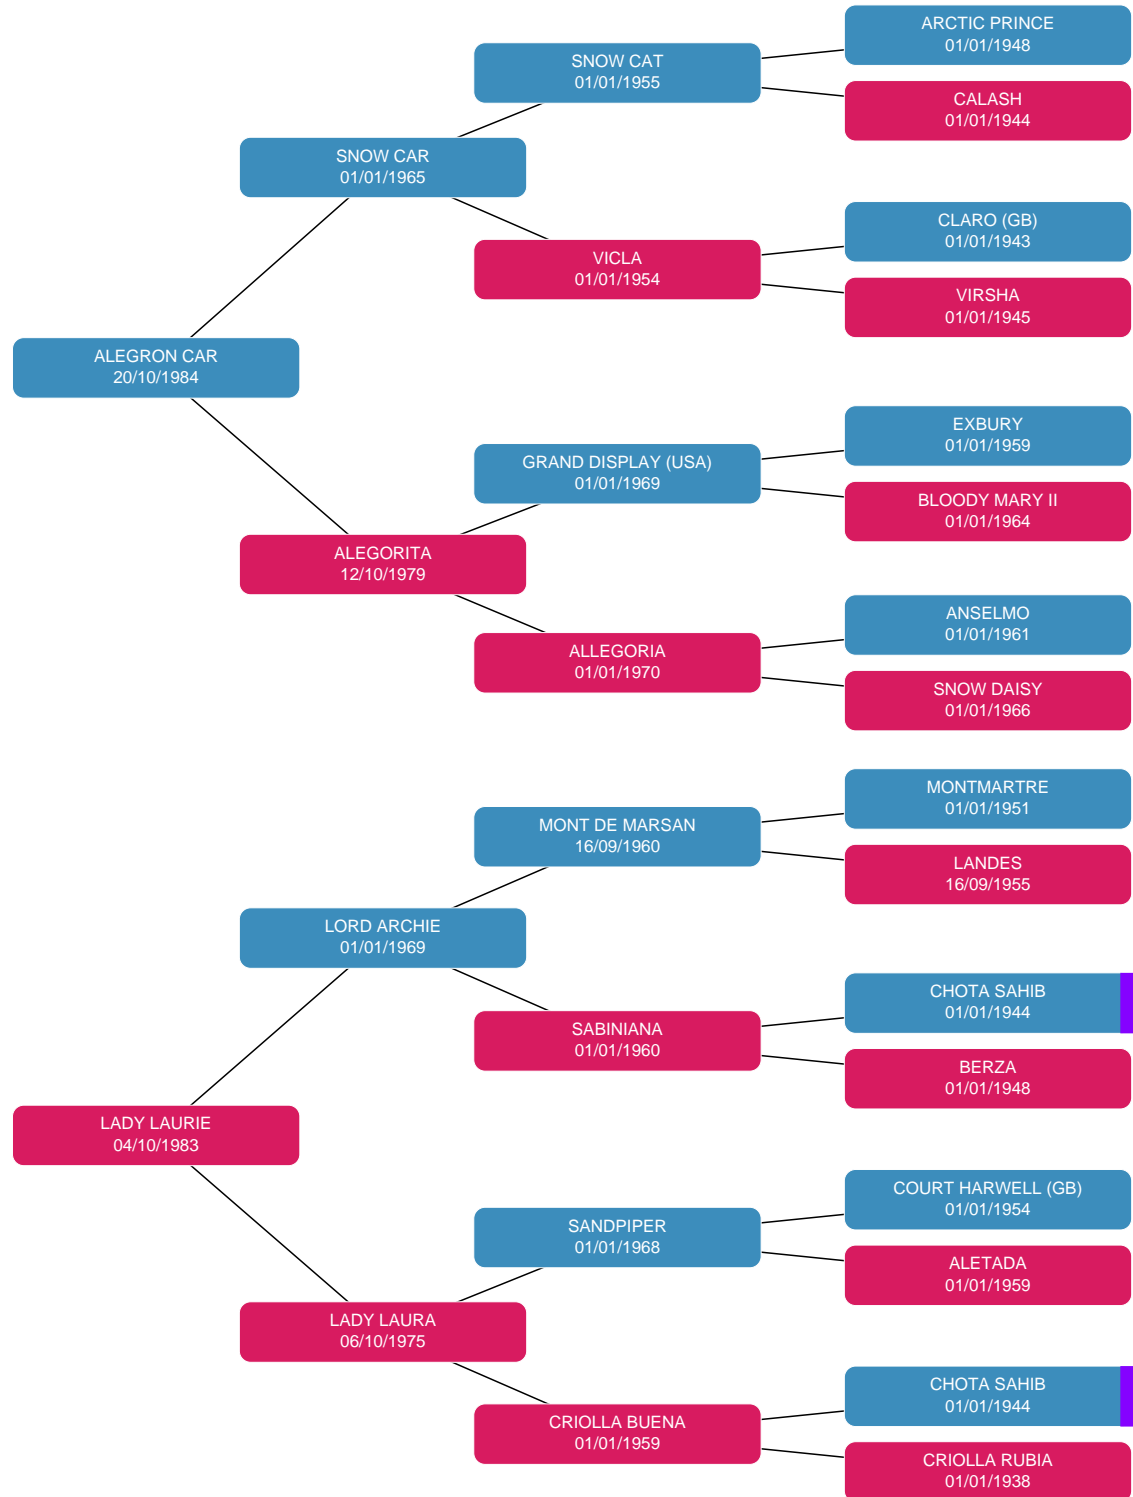 ARCTIC PRINCE
01/01/1948
SNOW CAT
01/01/1955
CALASH
01/01/1944
SNOW CAR
01/01/1965
CLARO (GB)
01/01/1943
VICLA
01/01/1954
VIRSHA
01/01/1945
ALEGRON CAR
20/10/1984
EXBURY
01/01/1959
GRAND DISPLAY (USA)
01/01/1969
BLOODY MARY II
01/01/1964
ALEGORITA
12/10/1979
ANSELMO
01/01/1961
ALLEGORIA
01/01/1970
SNOW DAISY
01/01/1966
MONTMARTRE
01/01/1951
MONT DE MARSAN
16/09/1960
LANDES
16/09/1955
LORD ARCHIE
01/01/1969
CHOTA SAHIB
01/01/1944
SABINIANA
01/01/1960
BERZA
01/01/1948
LADY LAURIE
04/10/1983
COURT HARWELL (GB)
01/01/1954
SANDPIPER
01/01/1968
ALETADA
01/01/1959
LADY LAURA
06/10/1975
CHOTA SAHIB
01/01/1944
CRIOLLA BUENA
01/01/1959
CRIOLLA RUBIA
01/01/1938